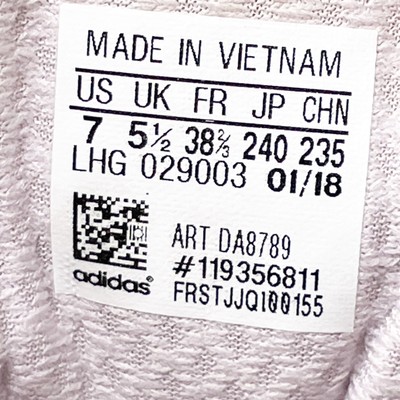 MADE IN VIETNAM
US UK FR JP CHN
7 5½ 38⅔ 240 235
LHG 029003 01/18
ART DA8789
#119356811
adidas®
FRSTJJQ100155